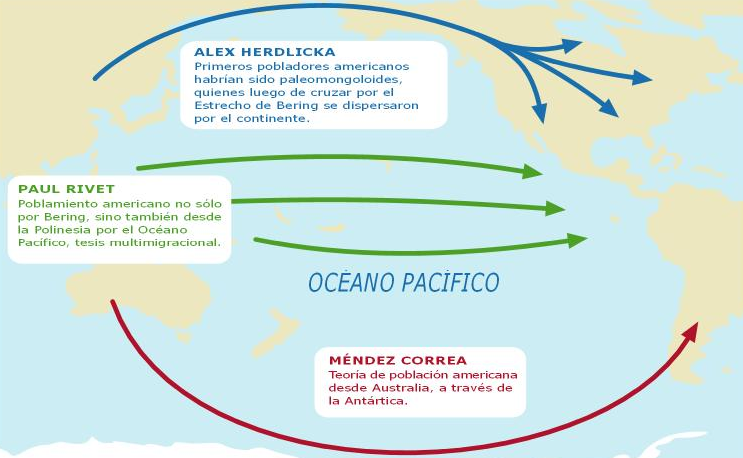 ALEX HERDLICKA
Primeros pobladores americanos
habrían sido paleomongoloides,
quienes luego de cruzar por el
Estrecho de Bering se dispersaron
por el continente.
PAUL RIVET
Poblamiento americano no sólo
por Bering, sino también desde
la Polinesia por el Océano
Pacífico, tesis multimigracional.
OCÉANO PACÍFICO
MÉNDEZ CORREA
Teoría de población americana
desde Australia, a través de
la Antártica.